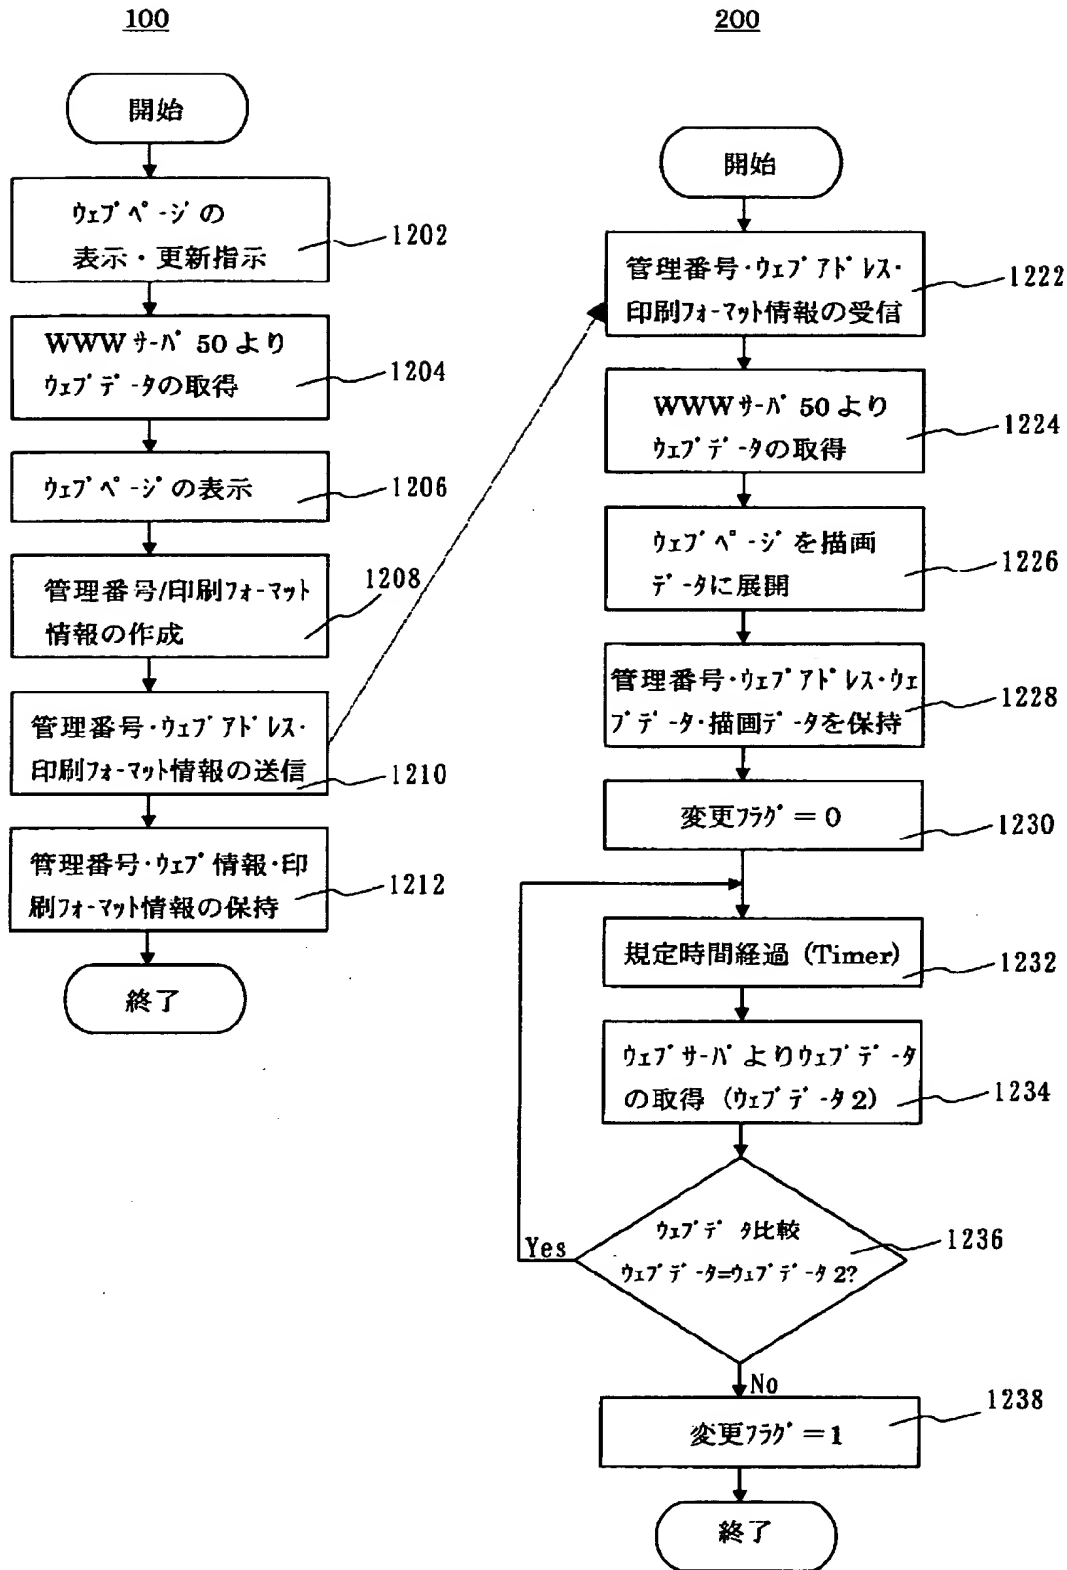 100
開始
ｳｪﾌﾞﾍﾟｰｼﾞの
表示・更新指示
1202
WWWｻｰﾊﾞ50より
ｳｪﾌﾞﾃﾞｰﾀの取得
1204
ｳｪﾌﾞﾍﾟｰｼﾞの表示
1206
管理番号/印刷ﾌｫｰﾏｯﾄ
情報の作成
1208
管理番号･ｳｪﾌﾞｱﾄﾞﾚｽ･
印刷ﾌｫｰﾏｯﾄ情報の送信
1210
管理番号･ｳｪﾌﾞ情報･印
刷ﾌｫｰﾏｯﾄ情報の保持
1212
終了
200
開始
管理番号･ｳｪﾌﾞｱﾄﾞﾚｽ･
印刷ﾌｫｰﾏｯﾄ情報の受信
1222
WWWｻｰﾊﾞ50より
ｳｪﾌﾞﾃﾞｰﾀの取得
1224
ｳｪﾌﾞﾍﾟｰｼﾞを描画
ﾃﾞｰﾀに展開
1226
管理番号･ｳｪﾌﾞｱﾄﾞﾚｽ･ｳｪ
ﾌﾞﾃﾞｰﾀ･描画ﾃﾞｰﾀを保持
1228
変更ﾌﾗｸﾞ＝0
1230
規定時間経過 (Timer)
1232
ｳｪﾌﾞｻｰﾊﾞよりｳｪﾌﾞﾃﾞｰﾀ
の取得 (ｳｪﾌﾞﾃﾞｰﾀ2)
1234
ｳｪﾌﾞﾃﾞｰﾀ比較
ｳｪﾌﾞﾃﾞｰﾀ=ｳｪﾌﾞﾃﾞｰﾀ2?
1236
Yes
No
変更ﾌﾗｸﾞ＝1
1238
終了